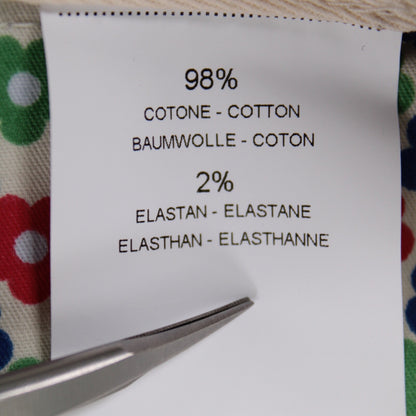 98%
COTONE - COTTON
BAUMWOLLE - COTON
2%
ELASTAN - ELASTANE
ELASTHAN - ELASTHANNE